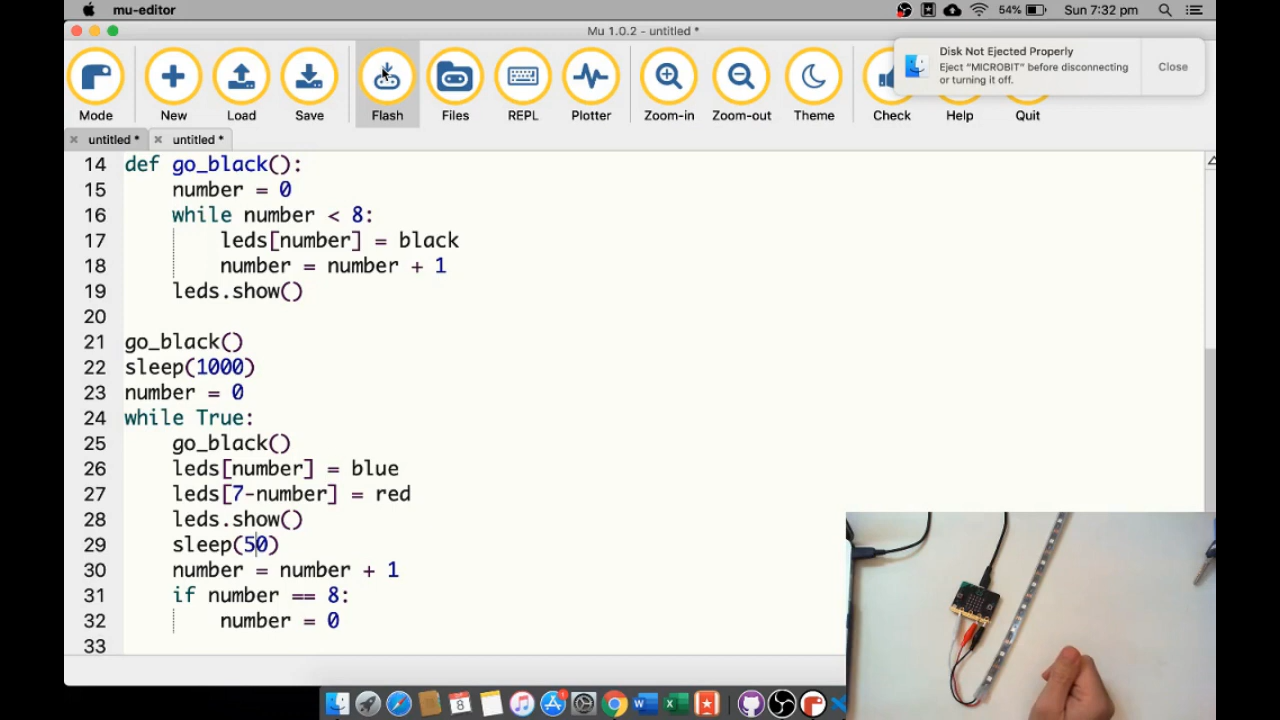 mu-editor
54% Sun 7:32 pm
Mu 1.0.2 - untitled *
Disk Not Ejected Properly
Eject “MICROBIT” before disconnecting
or turning it off.
Close
Mode New Load Save Flash Files REPL Plotter Zoom-in Zoom-out Theme Check Help Quit
untitled * untitled *
14 def go_black():
15 number = 0
16 while number < 8:
17 leds[number] = black
18 number = number + 1
19 leds.show()
20
21 go_black()
22 sleep(1000)
23 number = 0
24 while True:
25 go_black()
26 leds[number] = blue
27 leds[7-number] = red
28 leds.show()
29 sleep(50)
30 number = number + 1
31 if number == 8:
32 number = 0
33